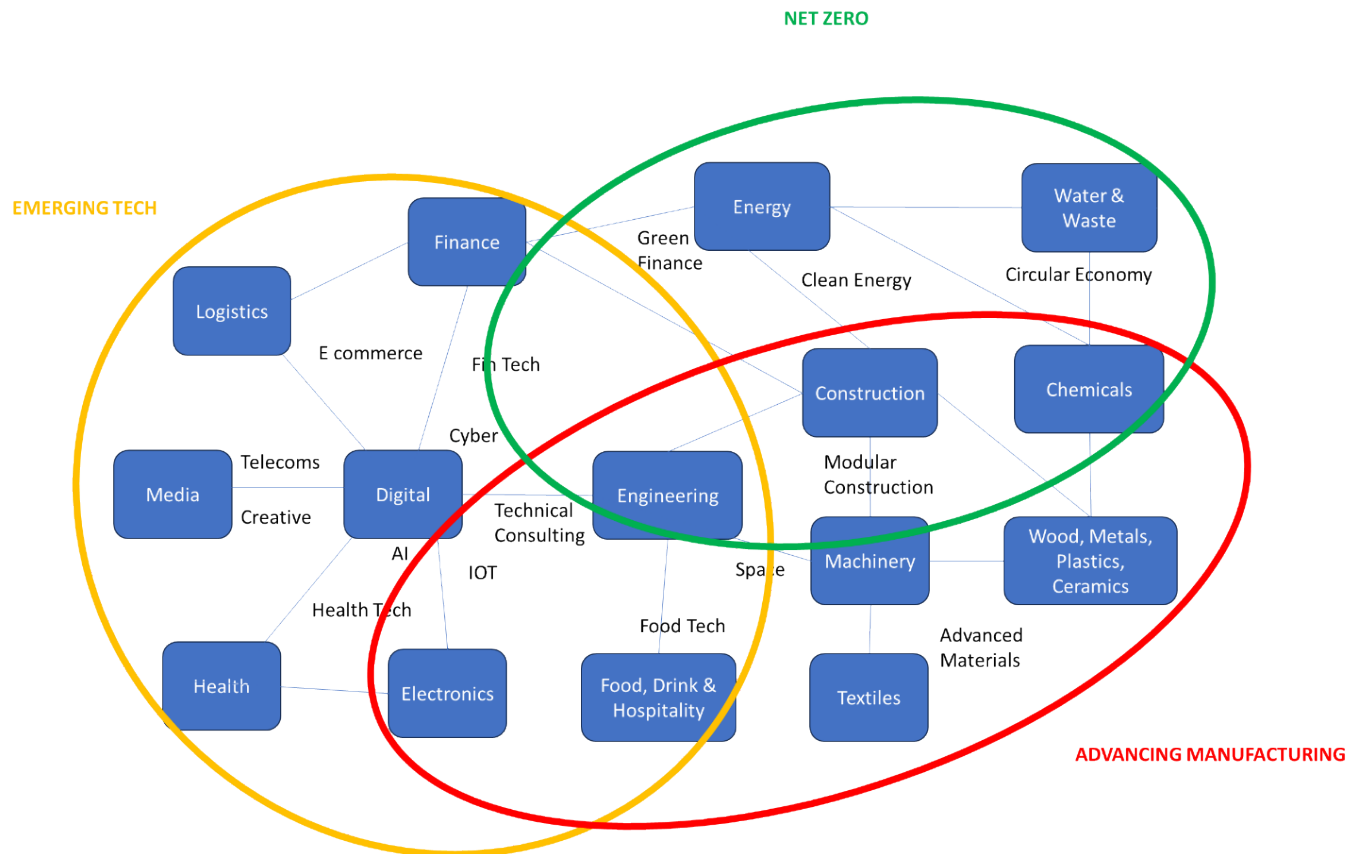 NET ZERO
EMERGING TECH
Finance
Energy
Water &
Waste
Green
Finance
Clean Energy
Circular Economy
Logistics
E commerce
Fin Tech
Construction
Chemicals
Cyber
Telecoms
Media
Creative
Digital
Technical
Consulting
Engineering
Modular
Construction
AI
IOT
Space
Machinery
Wood, Metals,
Plastics,
Ceramics
Health Tech
Food Tech
Advanced
Materials
Health
Electronics
Food, Drink &
Hospitality
Textiles
ADVANCING MANUFACTURING